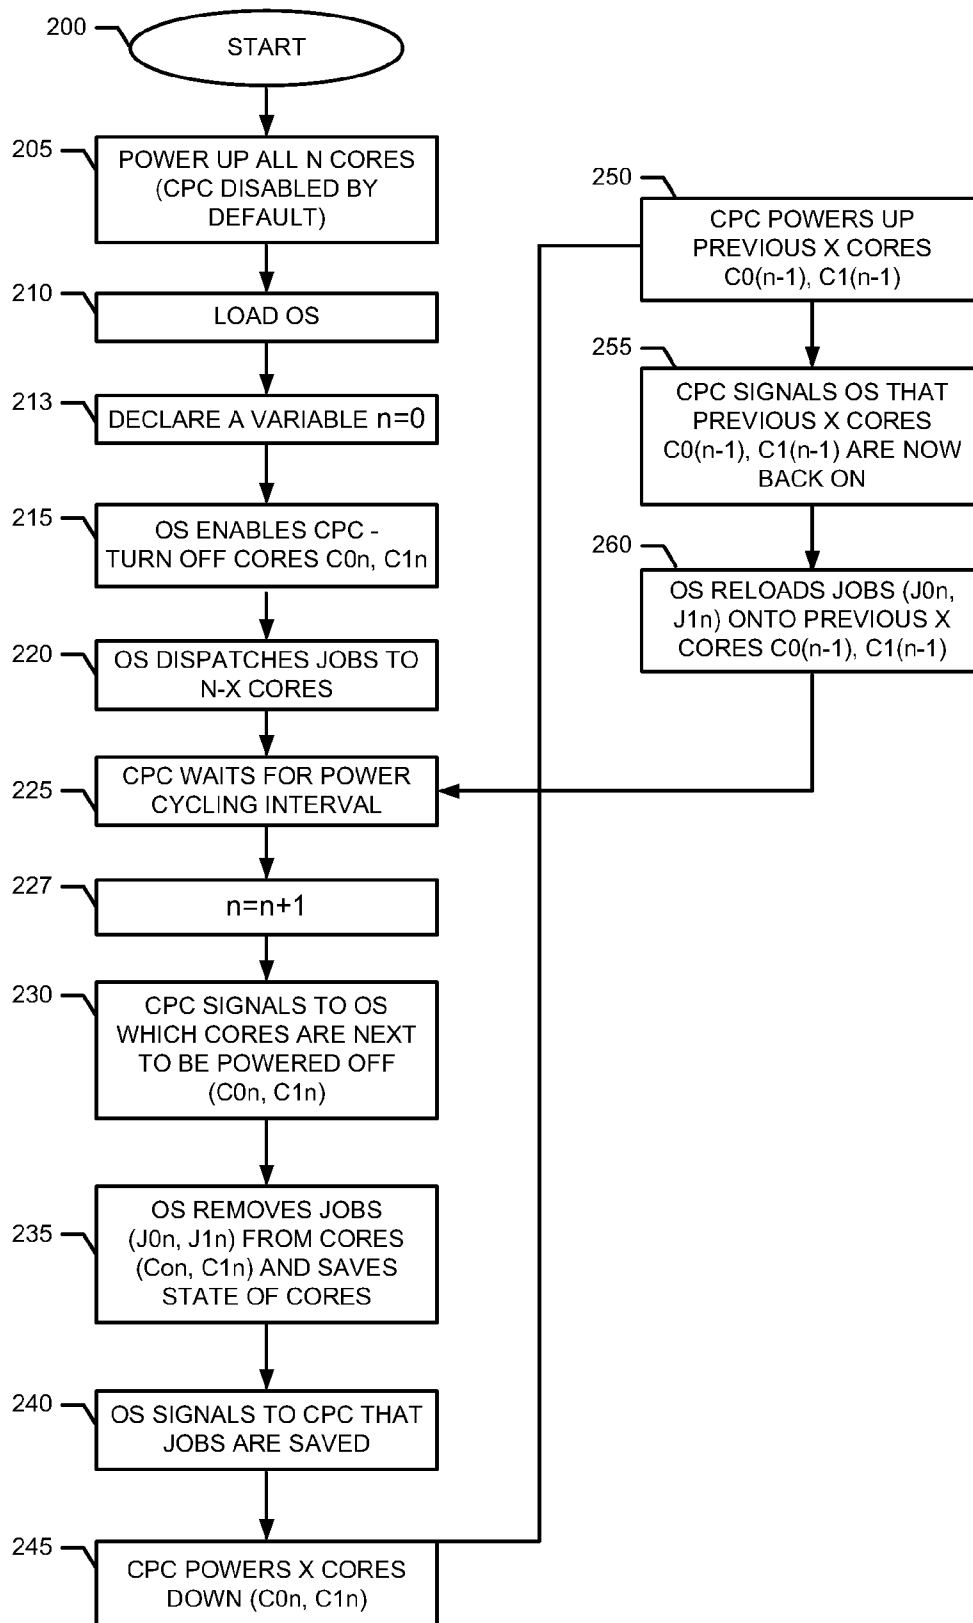 200
START
205
POWER UP ALL N CORES
(CPC DISABLED BY
DEFAULT)
210
LOAD OS
213
DECLARE A VARIABLE n=0
215
OS ENABLES CPC -
TURN OFF CORES C0n, C1n
220
OS DISPATCHES JOBS TO
N-X CORES
225
CPC WAITS FOR POWER
CYCLING INTERVAL
227
n=n+1
230
CPC SIGNALS TO OS
WHICH CORES ARE NEXT
TO BE POWERED OFF
(C0n, C1n)
235
OS REMOVES JOBS
(J0n, J1n) FROM CORES
(Con, C1n) AND SAVES
STATE OF CORES
240
OS SIGNALS TO CPC THAT
JOBS ARE SAVED
245
CPC POWERS X CORES
DOWN (C0n, C1n)
250
CPC POWERS UP
PREVIOUS X CORES
C0(n-1), C1(n-1)
255
CPC SIGNALS OS THAT
PREVIOUS X CORES
C0(n-1), C1(n-1) ARE NOW
BACK ON
260
OS RELOADS JOBS (J0n,
J1n) ONTO PREVIOUS X
CORES C0(n-1), C1(n-1)